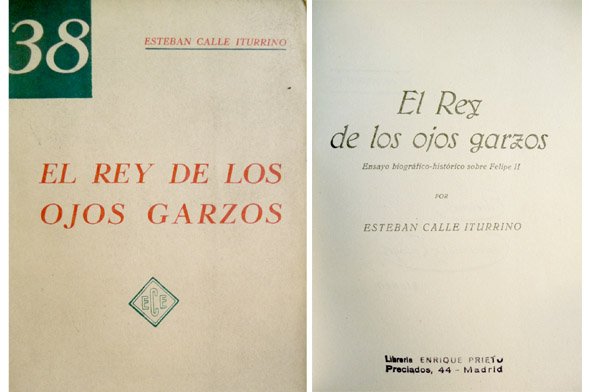 38
ESTEBAN CALLE ITURRINO
EL REY DE LOS
OJOS GARZOS
ECE
El Rey
de los ojos garzos
Ensayo biográfico-histórico sobre Felipe II
POR
ESTEBAN CALLE ITURRINO
Librería ENRIQUE PRIETO
Preciados, 44 - Madrid